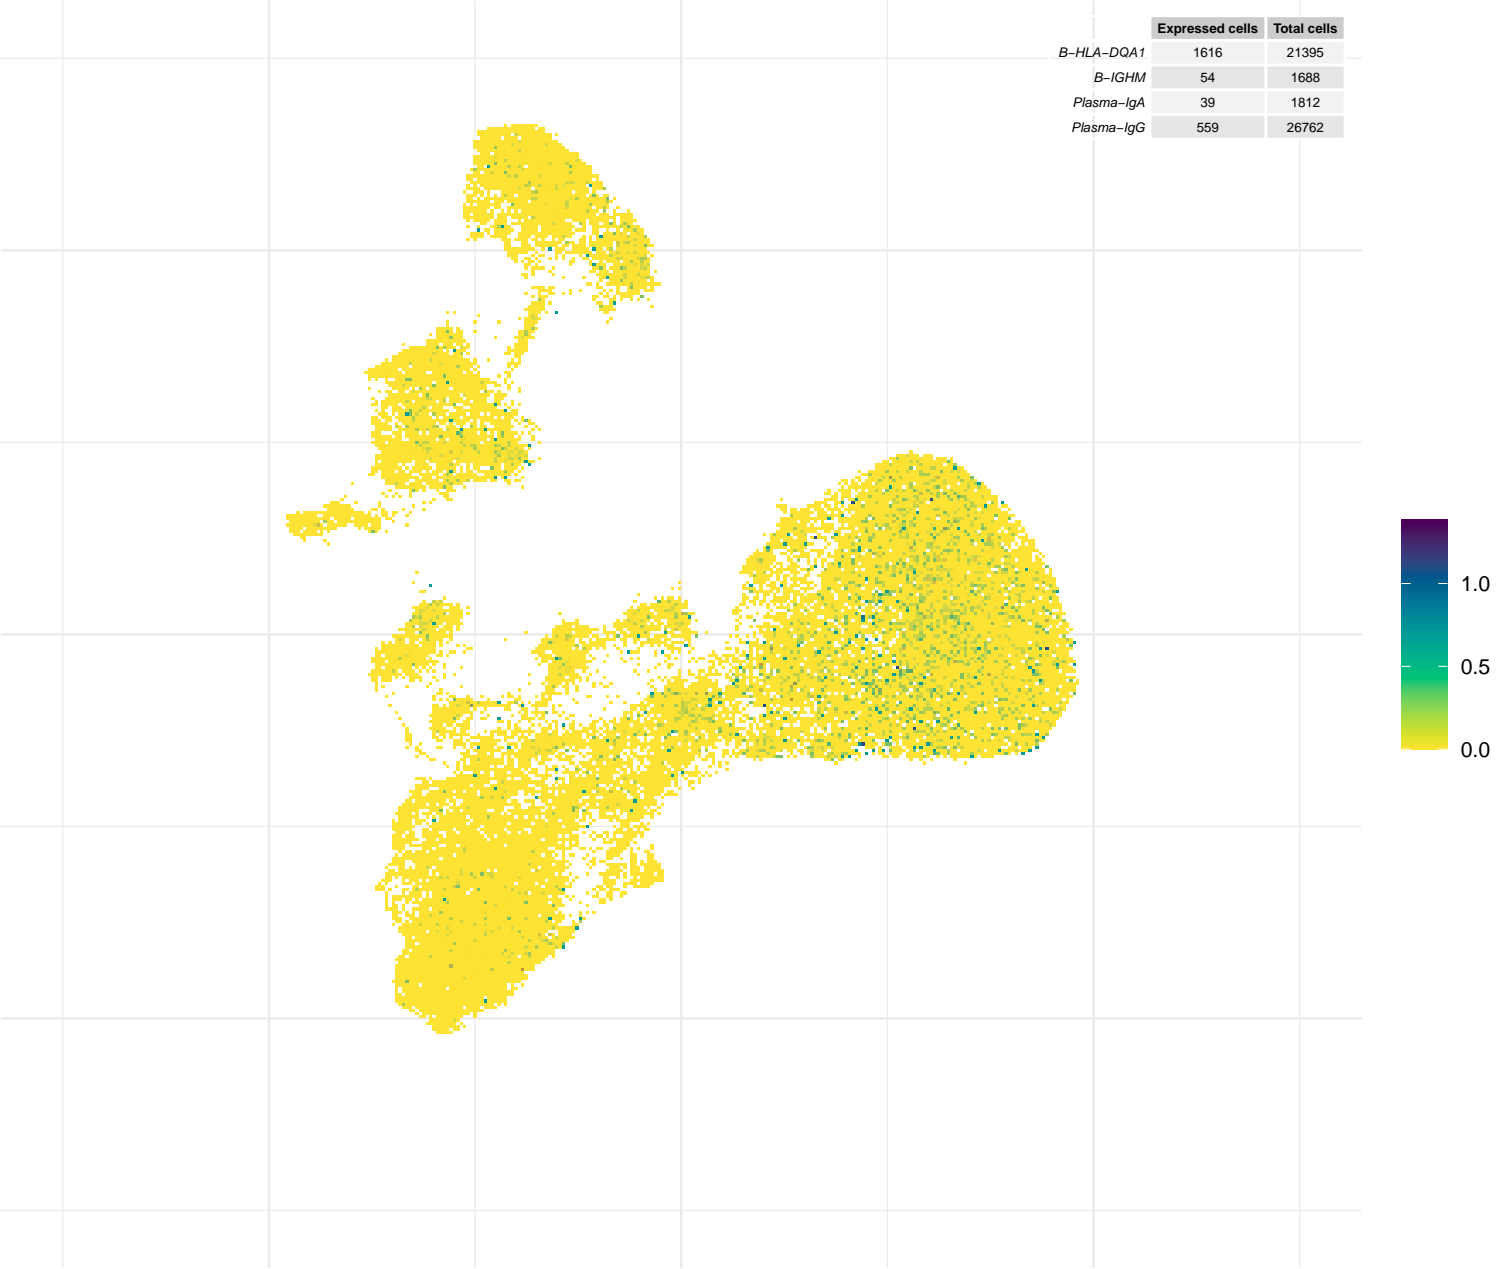 Expressed cells Total cells
B−HLA−DQA1 1616 21395
B−IGHM 54 1688
Plasma−IgA 39 1812
Plasma−IgG 559 26762
1.0
0.5
0.0